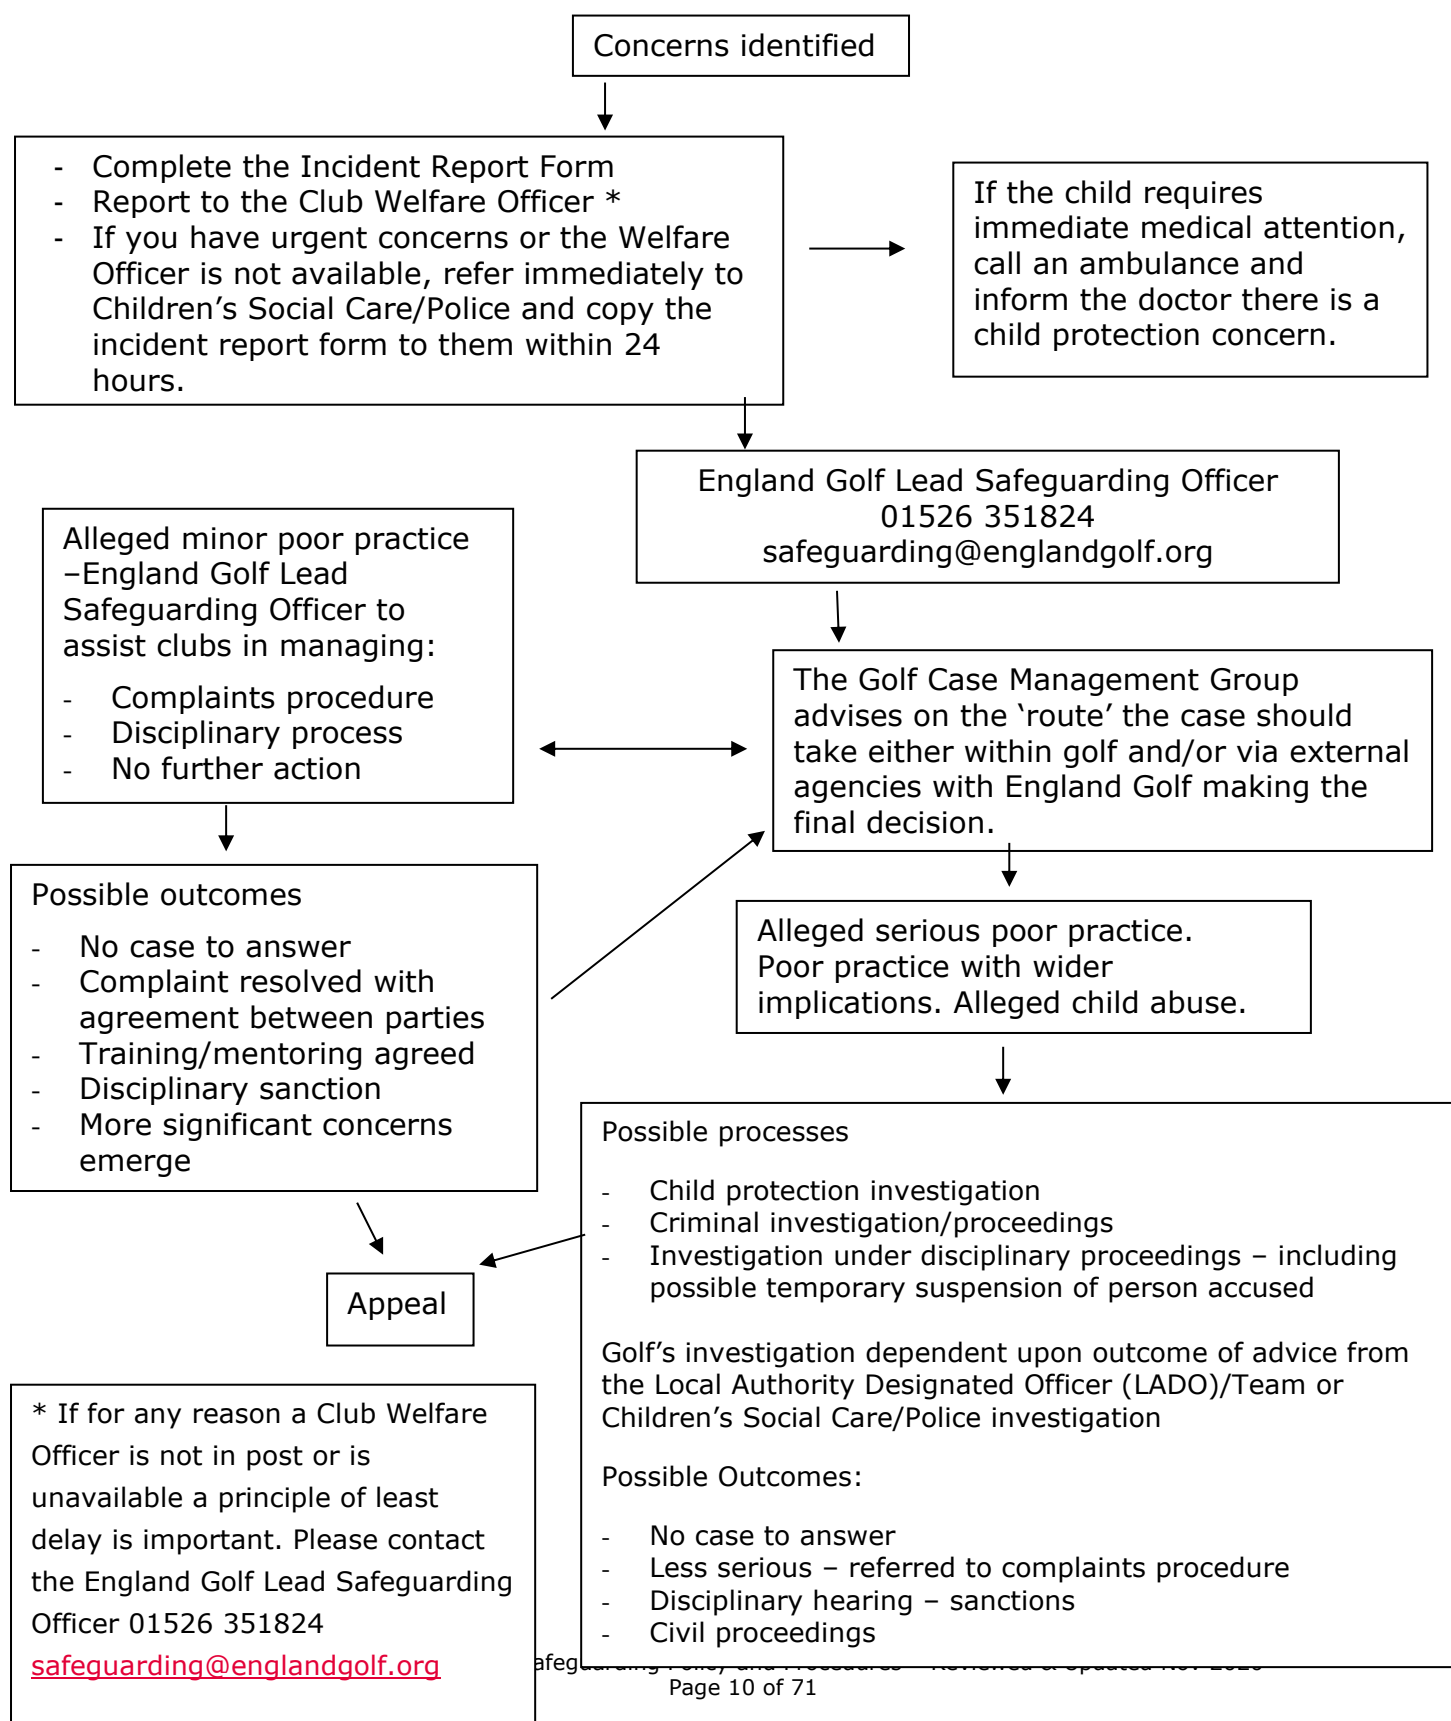 Concerns identified
- Complete the Incident Report Form
- Report to the Club Welfare Officer *
- If you have urgent concerns or the Welfare
Officer is not available, refer immediately to
Children’s Social Care/Police and copy the
incident report form to them within 24
hours.
If the child requires
immediate medical attention,
call an ambulance and
inform the doctor there is a
child protection concern.
England Golf Lead Safeguarding Officer
01526 351824
safeguarding@englandgolf.org
Alleged minor poor practice
–England Golf Lead
Safeguarding Officer to
assist clubs in managing:
- Complaints procedure
- Disciplinary process
- No further action
The Golf Case Management Group
advises on the ‘route’ the case should
take either within golf and/or via external
agencies with England Golf making the
final decision.
Possible outcomes
- No case to answer
- Complaint resolved with
agreement between parties
- Training/mentoring agreed
- Disciplinary sanction
- More significant concerns
emerge
Alleged serious poor practice.
Poor practice with wider
implications. Alleged child abuse.
Possible processes
- Child protection investigation
- Criminal investigation/proceedings
- Investigation under disciplinary proceedings – including
possible temporary suspension of person accused
Golf’s investigation dependent upon outcome of advice from
the Local Authority Designated Officer (LADO)/Team or
Children’s Social Care/Police investigation
Possible Outcomes:
- No case to answer
- Less serious – referred to complaints procedure
- Disciplinary hearing – sanctions
- Civil proceedings
Appeal
* If for any reason a Club Welfare
Officer is not in post or is
unavailable a principle of least
delay is important. Please contact
the England Golf Lead Safeguarding
Officer 01526 351824
safeguarding@englandgolf.org
Page 10 of 71